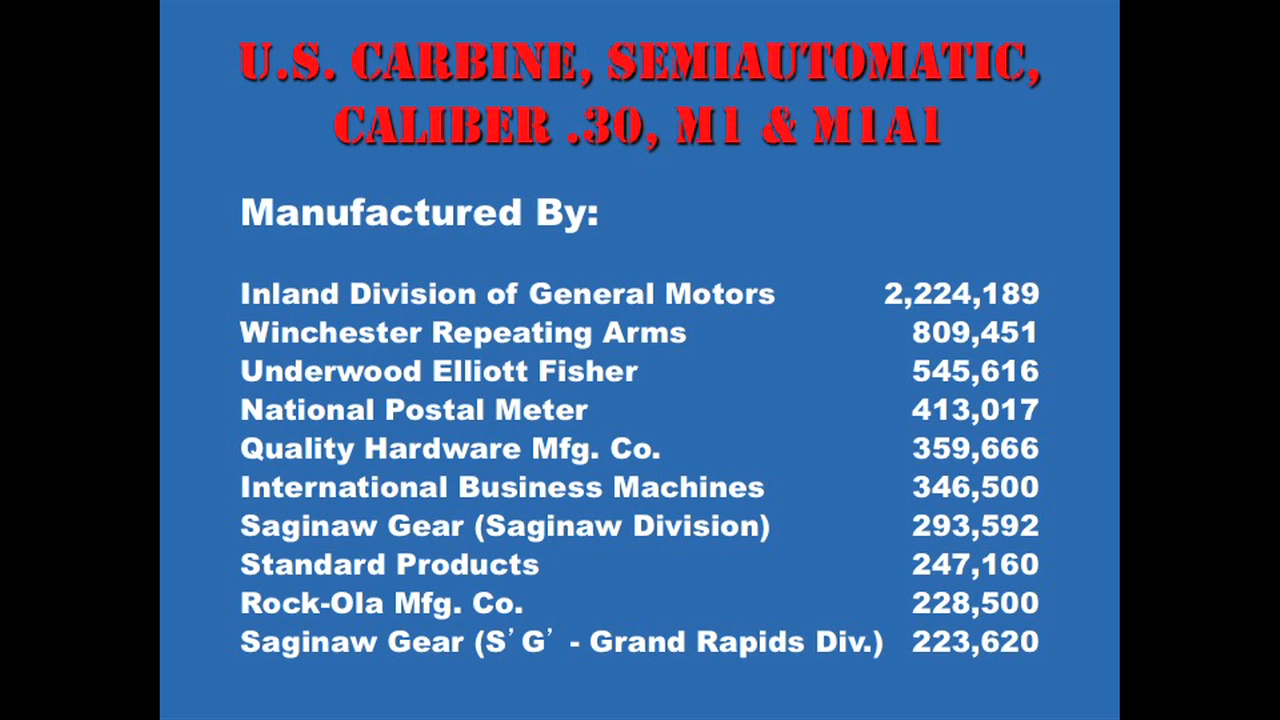 U.S. CARBINE, SEMIAUTOMATIC,
CALIBER .30, M1 & M1A1
Manufactured By:
Inland Division of General Motors 2,224,189
Winchester Repeating Arms 809,451
Underwood Elliott Fisher 545,616
National Postal Meter 413,017
Quality Hardware Mfg. Co. 359,666
International Business Machines 346,500
Saginaw Gear (Saginaw Division) 293,592
Standard Products 247,160
Rock-Ola Mfg. Co. 228,500
Saginaw Gear (S’G’ - Grand Rapids Div.) 223,620